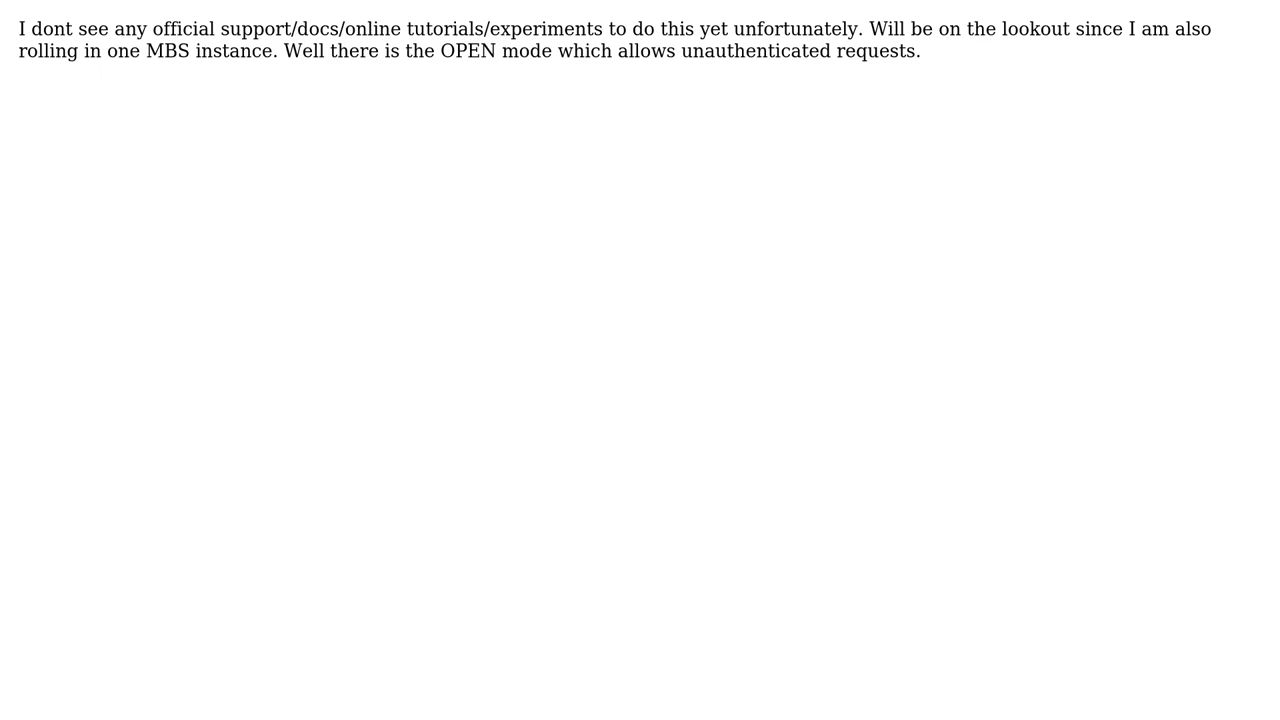 I dont see any official support/docs/online tutorials/experiments to do this yet unfortunately. Will be on the lookout since I am also
rolling in one MBS instance. Well there is the OPEN mode which allows unauthenticated requests.